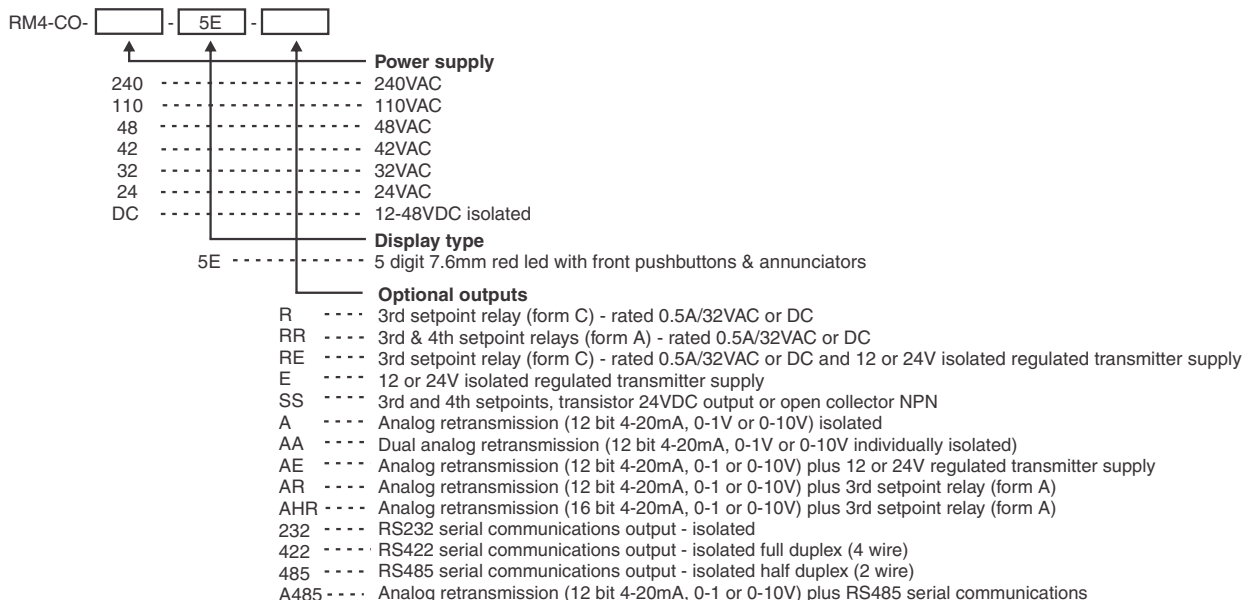 RM4-CO- - 5E -
Power supply
240 240VAC
110 110VAC
48 48VAC
42 42VAC
32 32VAC
24 24VAC
DC 12-48VDC isolated
Display type
5E 5 digit 7.6mm red led with front pushbuttons & annunciators
Optional outputs
R 3rd setpoint relay (form C) - rated 0.5A/32VAC or DC
RR 3rd & 4th setpoint relays (form A) - rated 0.5A/32VAC or DC
RE 3rd setpoint relay (form C) - rated 0.5A/32VAC or DC and 12 or 24V isolated regulated transmitter supply
E 12 or 24V isolated regulated transmitter supply
SS 3rd and 4th setpoints, transistor 24VDC output or open collector NPN
A Analog retransmission (12 bit 4-20mA, 0-1V or 0-10V) isolated
AA Dual analog retransmission (12 bit 4-20mA, 0-1V or 0-10V individually isolated)
AE Analog retransmission (12 bit 4-20mA, 0-1 or 0-10V) plus 12 or 24V regulated transmitter supply
AR Analog retransmission (12 bit 4-20mA, 0-1 or 0-10V) plus 3rd setpoint relay (form A)
AHR Analog retransmission (16 bit 4-20mA, 0-1 or 0-10V) plus 3rd setpoint relay (form A)
232 RS232 serial communications output - isolated
422 RS422 serial communications output - isolated full duplex (4 wire)
485 RS485 serial communications output - isolated half duplex (2 wire)
A485 Analog retransmission (12 bit 4-20mA, 0-1 or 0-10V) plus RS485 serial communications